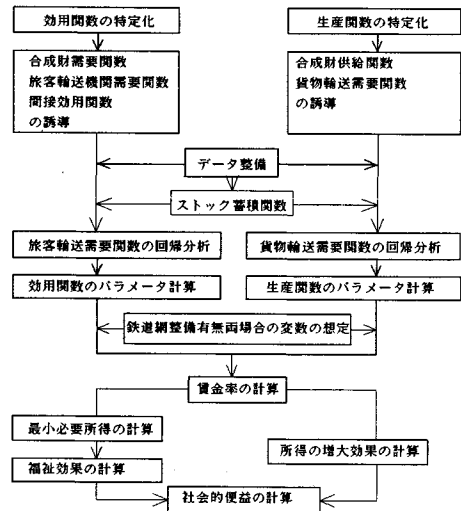 効用関数の特定化
生産関数の特定化
合成財需要関数
旅客輸送機関需要関数
間接効用関数
の誘導
合成財供給関数
貨物輸送需要関数
の誘導
データ整備
ストック蓄積関数
旅客輸送需要関数の回帰分析
貨物輸送需要関数の回帰分析
効用関数のパラメータ計算
生産関数のパラメータ計算
鉄道網整備有無両場合の変数の想定
賃金率の計算
最小必要所得の計算
所得の増大効果の計算
福祉効果の計算
社会的便益の計算